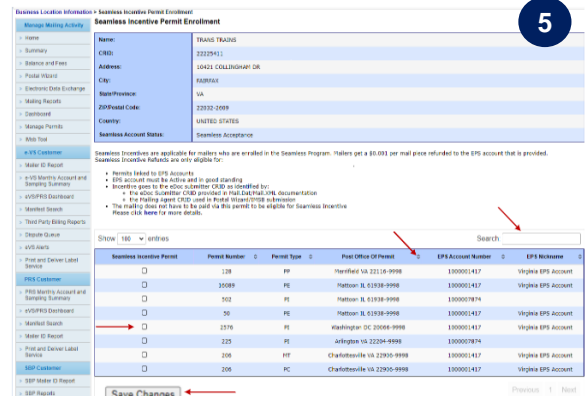 Business Location Information > Seamless Incentive Permit Enrollment
5
Manage Mailing Activity
Home
Summary
Balance and Fees
Postal Wizard
Electronic Data Exchange
Mailing Reports
Dashboard
Manage Permits
Web Tool
e-VS Customer
Mailer ID Report
e-VS Monthly Account and
Sampling Summary
eVS/PRS Dashboard
Manifest Search
Third Party Billing Reports
Dispute Queue
eVS Alerts
Print and Deliver Label
Service
PRS Customer
PRS Monthly Account and
Sampling Summary
eVS/PRS Dashboard
Manifest Search
Mailer ID Report
Print and Deliver Label
Service
SBP Customer
SBP Mailer ID Report
SBP Reports
Seamless Incentive Permit Enrollment
Name: TRANS TRAINS
CRID: 22225411
Address: 10421 COLLINGHAM DR
City: FAIRFAX
State/Province: VA
ZIP/Postal Code: 22032-2609
Country: UNITED STATES
Seamless Account Status: Seamless Acceptance
Seamless Incentives are applicable for mailers who are enrolled in the Seamless Program. Mailers get a $0.001 per mail piece refunded to the EPS account that is provided.
Seamless Incentive Refunds are only eligible for:
• Permits linked to EPS Accounts
• EPS account must be Active and in good standing
• Incentive goes to the eDoc submitter CRID as identified by:
the eDoc Submitter CRID provided in Mail.Dat/Mail.XML documentation
the Mailing Agent CRID used in Postal Wizard/IMSB submission
• The mailing does not have to be paid via this permit to be eligible for Seamless Incentive
Please click here for more details.
Show 100 entries Search
Seamless Incentive Permit Permit Number Permit Type Post Office Of Permit EPS Account Number EPS Nickname
128 PP Merrifield VA 22116-9998 1000001417 Virginia EPS Account
16089 PE Mattoon IL 61938-9998 1000001417 Virginia EPS Account
502 PI Mattoon IL 61938-9998 1000007874
50 PE Mattoon IL 61938-9998 1000001417 Virginia EPS Account
2576 PI Washington DC 20066-9998 1000001417 Virginia EPS Account
225 PI Arlington VA 22204-9998 1000007874
206 MT Charlottesville VA 22906-9998 1000001417 Virginia EPS Account
206 PC Charlottesville VA 22906-9998 1000001417 Virginia EPS Account
Save Changes
Previous 1 Next